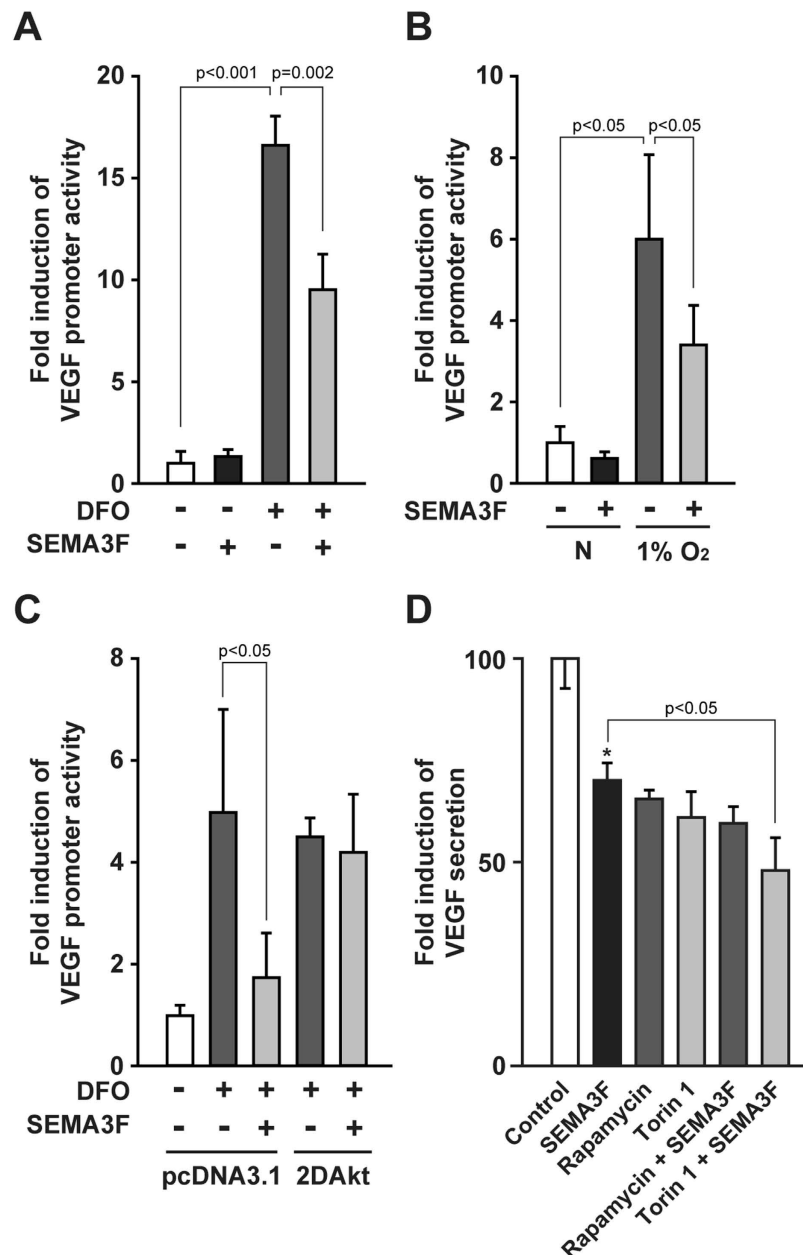 A
Fold induction of
VEGF promoter activity
20
15
10
5
0
p<0.001 p=0.002
DFO - - + +
SEMA3F - + - +
B
Fold induction of
VEGF promoter activity
10
8
6
4
2
0
p<0.05 p<0.05
SEMA3F - + - +
N 1% O2
C
Fold induction of
VEGF promoter activity
8
6
4
2
0
p<0.05
DFO - + + + +
SEMA3F - - + - +
pcDNA3.1 2DAkt
D
Fold induction of
VEGF secretion
100
50
0
p<0.05
*
Control
SEMA3F
Rapamycin
Torin 1
Rapamycin + SEMA3F
Torin 1 + SEMA3F